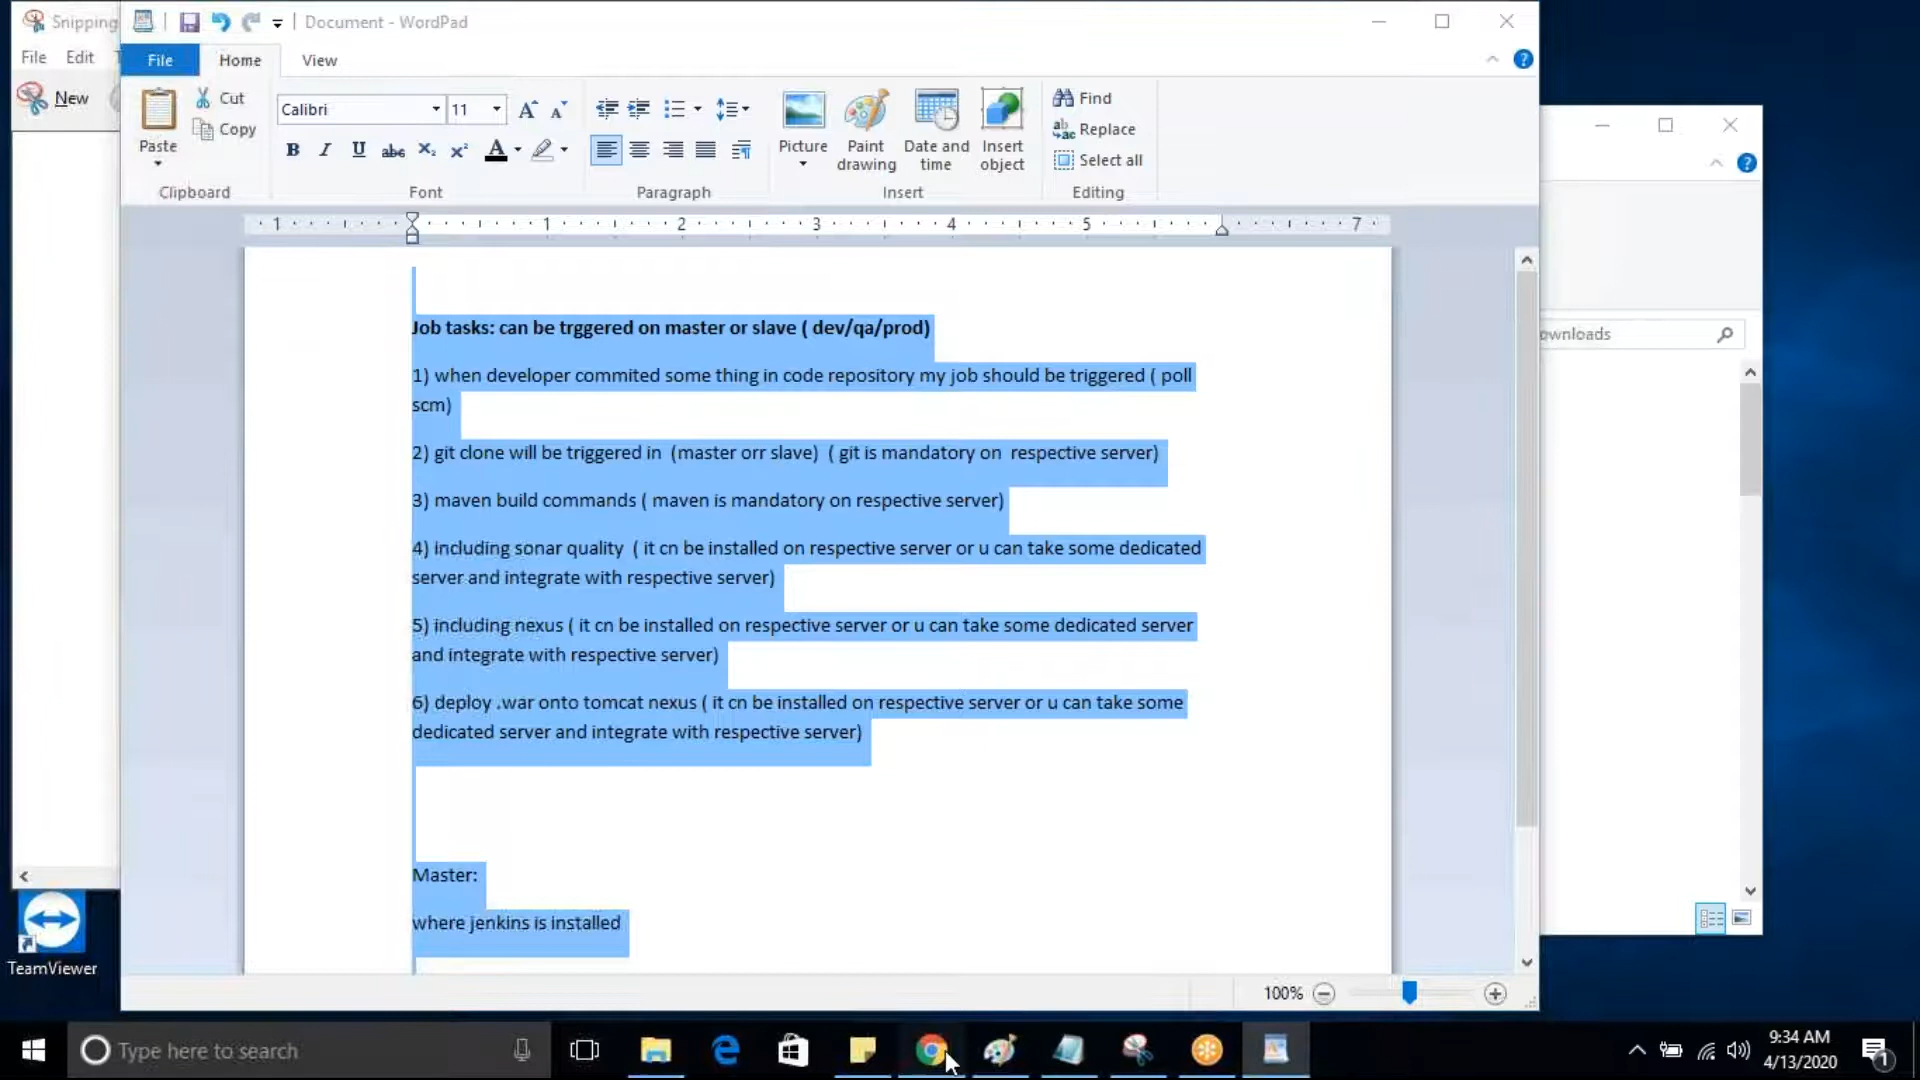 Snipping
Document - WordPad
File Edit
File Home View
New
Cut
Copy
Paste
Clipboard
Calibri 11
Font
Paragraph
Picture
Paint drawing
Date and time
Insert object
Insert
Find
Replace
Select all
Editing
1 1 2 3 4 5 7
Job tasks: can be trggered on master or slave ( dev/qa/prod)
1) when developer commited some thing in code repository my job should be triggered ( poll
scm)
2) git clone will be triggered in (master orr slave) ( git is mandatory on respective server)
3) maven build commands ( maven is mandatory on respective server)
4) including sonar quality ( it cn be installed on respective server or u can take some dedicated
server and integrate with respective server)
5) including nexus ( it cn be installed on respective server or u can take some dedicated server
and integrate with respective server)
6) deploy .war onto tomcat nexus ( it cn be installed on respective server or u can take some
dedicated server and integrate with respective server)
Master:
where jenkins is installed
100%
ownloads
TeamViewer
Type here to search
9:34 AM
4/13/2020
1